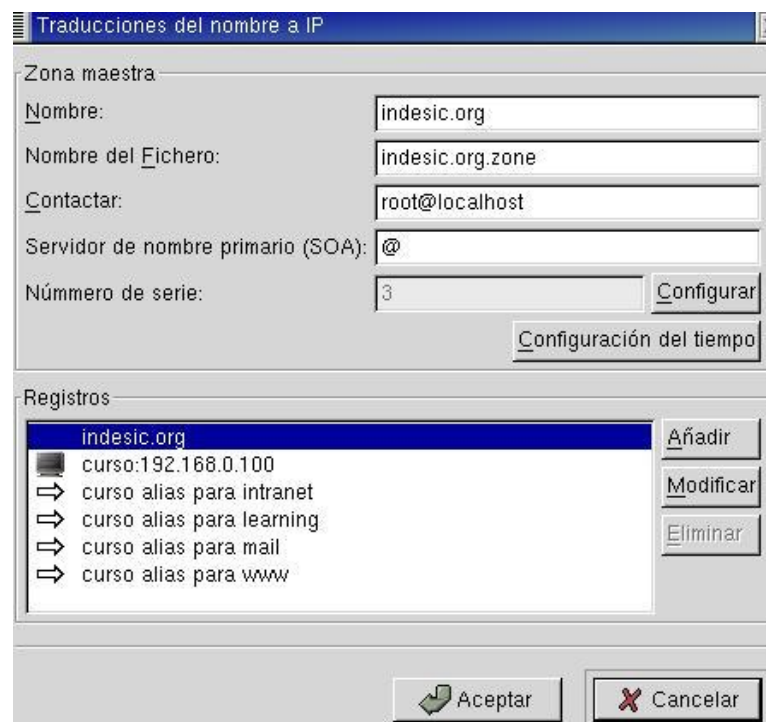 Traducciones del nombre a IP
Zona maestra
Nombre:
indesic.org
Nombre del Fichero:
indesic.org.zone
Contactar:
root@localhost
Servidor de nombre primario (SOA):
@
Númmero de serie:
3
Configurar
Configuración del tiempo
Registros
indesic.org
Añadir
curso:192.168.0.100
curso alias para intranet
Modificar
curso alias para learning
curso alias para mail
Eliminar
curso alias para www
Aceptar
Cancelar